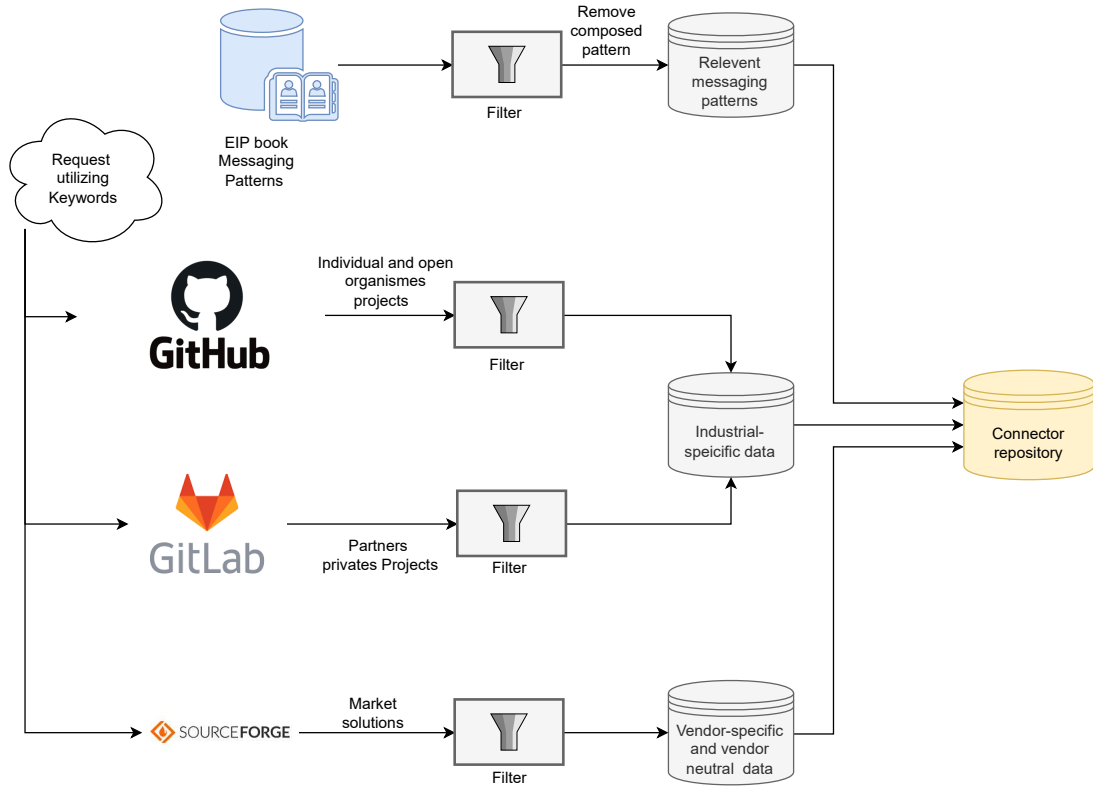 Remove
composed
pattern
Relevent
messaging
patterns
Filter
EIP book
Messaging
Patterns
Request
utilizing
Keywords
Individual and open
organismes
projects
GitHub
Filter
Industrial-
speicific data
Connector
repository
GitLab
Partners
privates Projects
Filter
Market
solutions
SOURCEFORGE
Filter
Vendor-specific
and vendor
neutral data